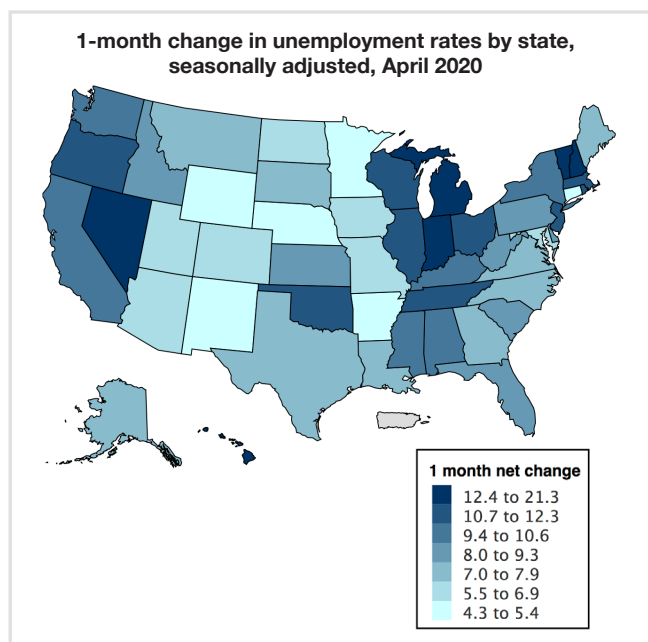 1-month change in unemployment rates by state,
seasonally adjusted, April 2020
1 month net change
12.4 to 21.3
10.7 to 12.3
9.4 to 10.6
8.0 to 9.3
7.0 to 7.9
5.5 to 6.9
4.3 to 5.4